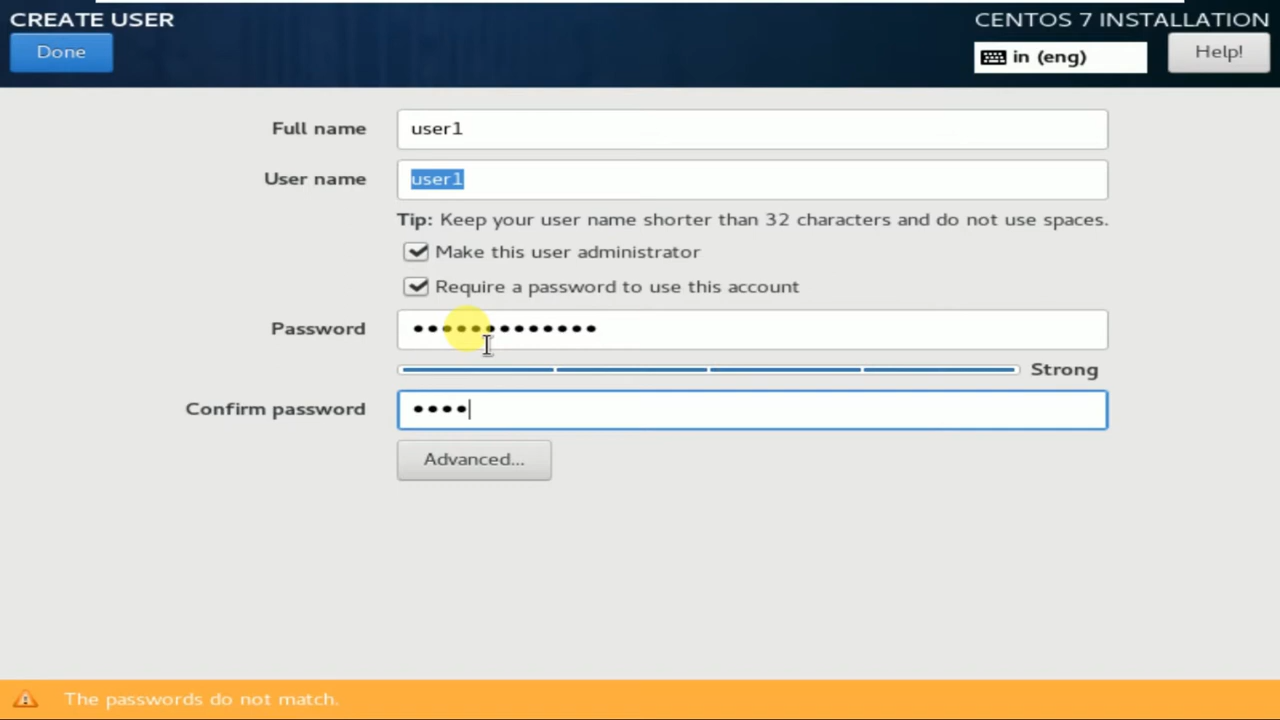 CREATE USER
CENTOS 7 INSTALLATION
Done
in (eng)
Help!
Full name
user1
User name
user1
Tip: Keep your user name shorter than 32 characters and do not use spaces.
Make this user administrator
Require a password to use this account
Password
•••••••••••••
Strong
Confirm password
••••
Advanced...
The passwords do not match.